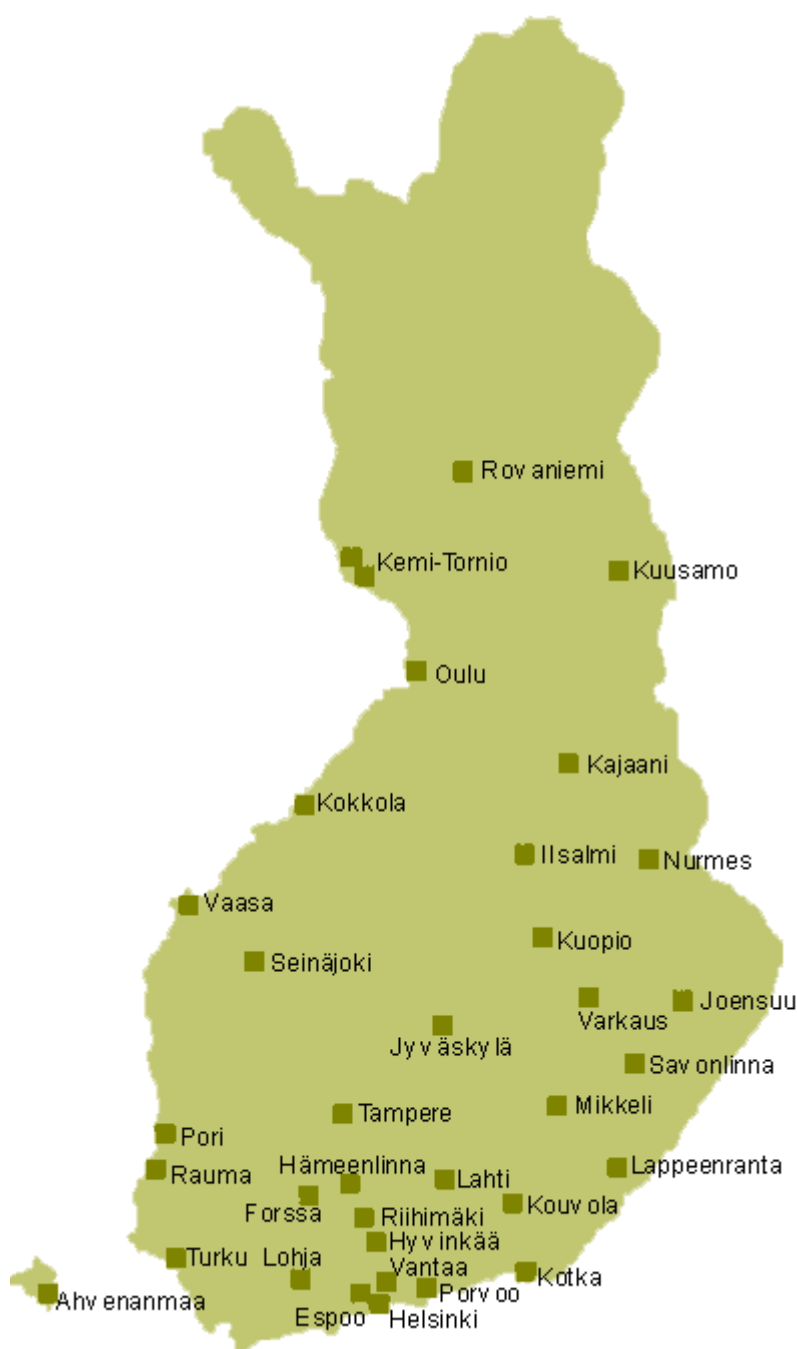 Rovaniemi
Kemi-Tornio
Kuusamo
Oulu
Kajaani
Kokkola
IIsalmi
Nurmes
Vaasa
Kuopio
Seinäjoki
Joensuu
Varkaus
Jyväskylä
Savonlinna
Mikkeli
Tampere
Pori
Hämeenlinna
Lappeenranta
Rauma
Lahti
Kouvola
Forssa
Riihimäki
Hyvinkää
Turku
Lohja
Vantaa
Kotka
Porvoo
Ahvenanmaa
Espoo
Helsinki